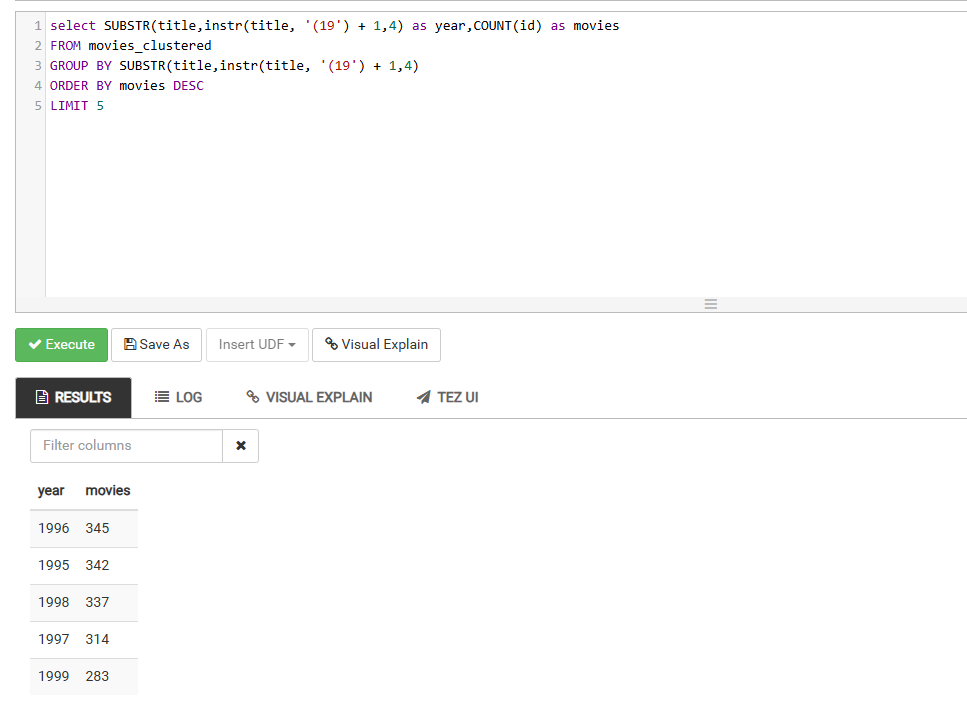 1 select SUBSTR(title,instr(title, '(19') + 1,4) as year,COUNT(id) as movies
2 FROM movies_clustered
3 GROUP BY SUBSTR(title,instr(title, '(19') + 1,4)
4 ORDER BY movies DESC
5 LIMIT 5
Execute Save As Insert UDF Visual Explain
RESULTS LOG VISUAL EXPLAIN TEZ UI
Filter columns
year movies
1996 345
1995 342
1998 337
1997 314
1999 283